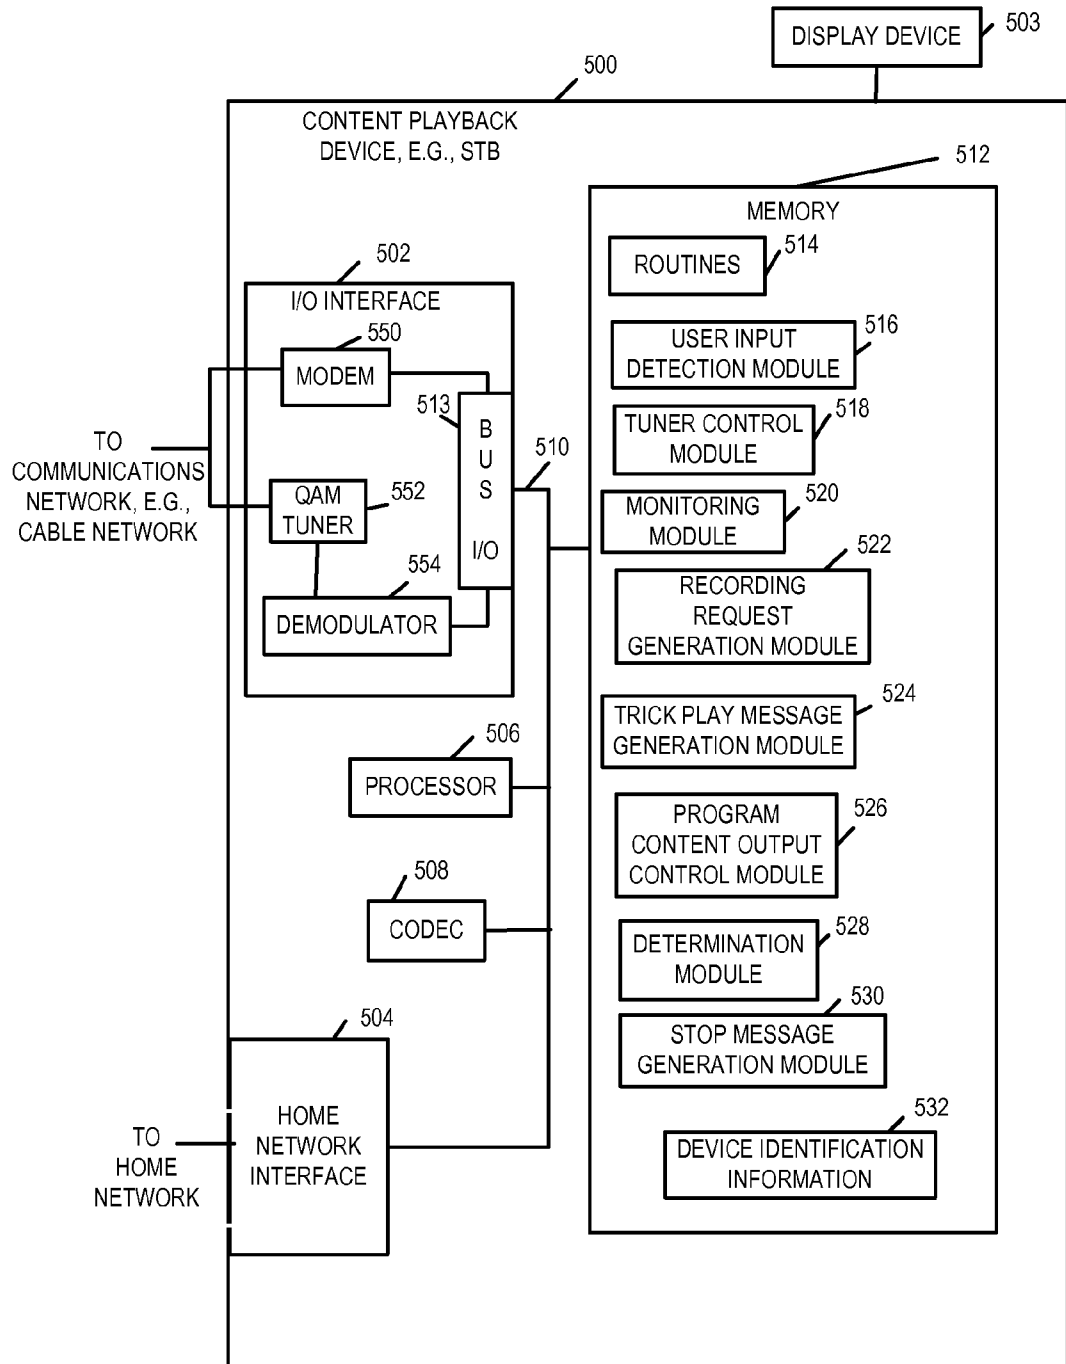 DISPLAY DEVICE
503
500
CONTENT PLAYBACK
DEVICE, E.G., STB
512
MEMORY
ROUTINES
514
502
I/O INTERFACE
550
MODEM
513
B
U
S
I/O
510
TO
COMMUNICATIONS
NETWORK, E.G.,
CABLE NETWORK
QAM
TUNER
552
554
DEMODULATOR
USER INPUT
DETECTION MODULE
516
TUNER CONTROL
MODULE
518
MONITORING
MODULE
520
522
RECORDING
REQUEST
GENERATION MODULE
TRICK PLAY MESSAGE
GENERATION MODULE
524
506
PROCESSOR
PROGRAM
CONTENT OUTPUT
CONTROL MODULE
526
508
CODEC
DETERMINATION
MODULE
528
530
STOP MESSAGE
GENERATION MODULE
504
HOME
NETWORK
INTERFACE
TO
HOME
NETWORK
532
DEVICE IDENTIFICATION
INFORMATION